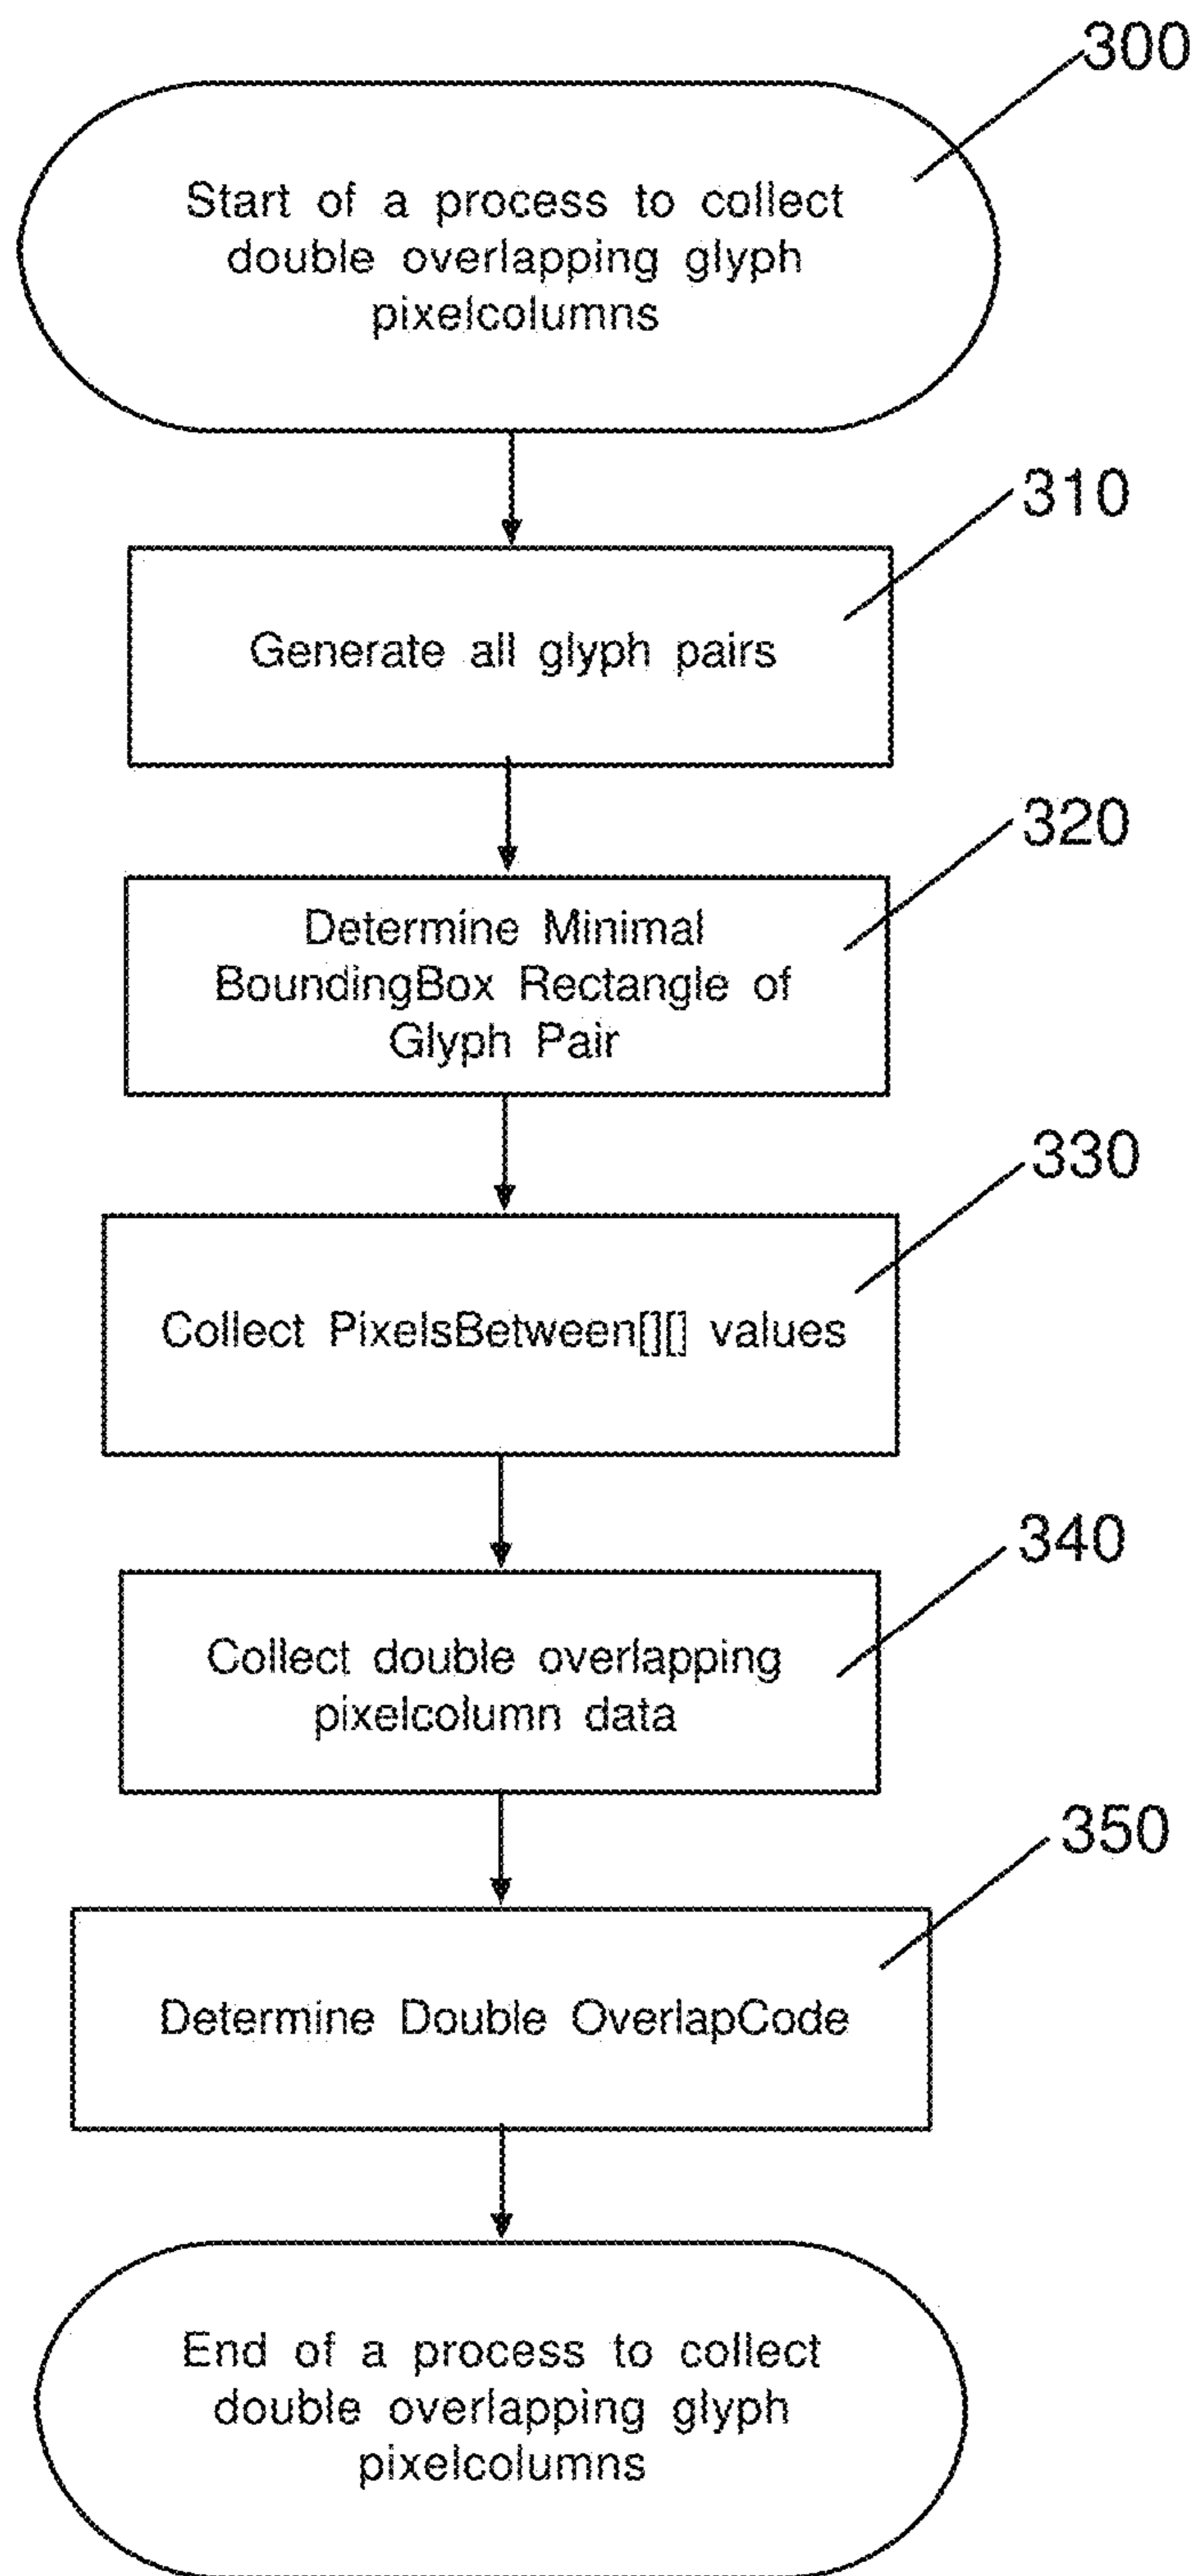 300
Start of a process to collect
double overlapping glyph
pixelcolumns
310
Generate all glyph pairs
320
Determine Minimal
BoundingBox Rectangle of
Glyph Pair
330
Collect PixelsBetween[][] values
340
Collect double overlapping
pixelcolumn data
350
Determine Double OverlapCode
End of a process to collect
double overlapping glyph
pixelcolumns